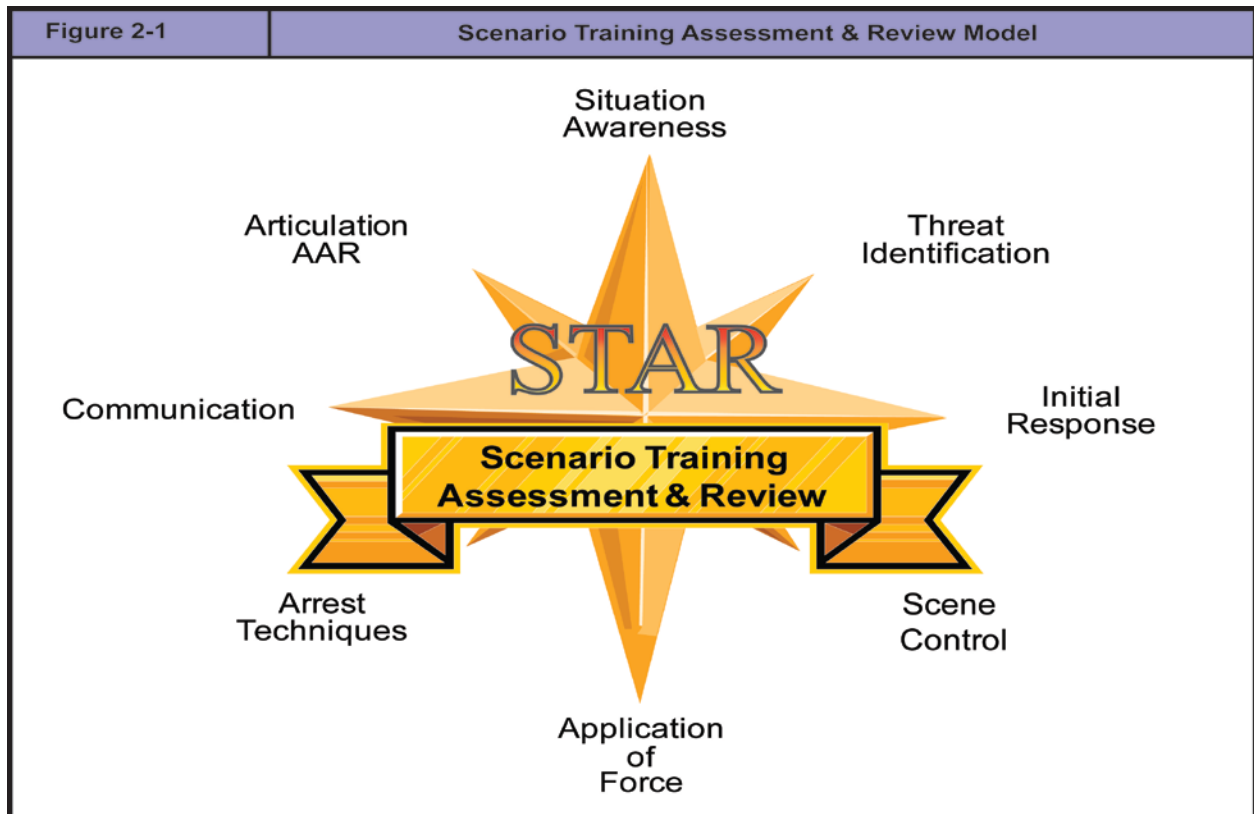 Figure 2-1
Scenario Training Assessment & Review Model
Situation
Awareness
Articulation
AAR
Threat
Identification
STAR
Communication
Initial
Response
Scenario Training
Assessment & Review
Arrest
Techniques
Scene
Control
Application
of
Force